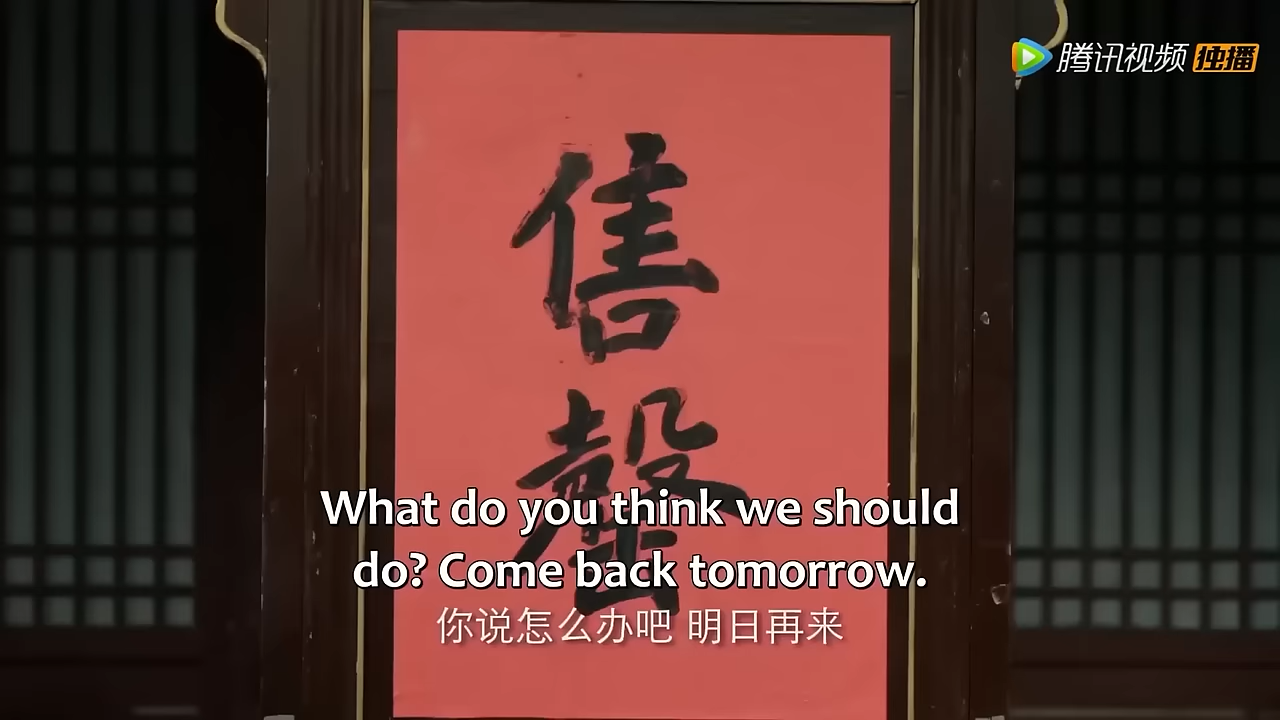 腾讯视频 独播
售
罄
What do you think we should
do? Come back tomorrow.
你说怎么办吧 明日再来